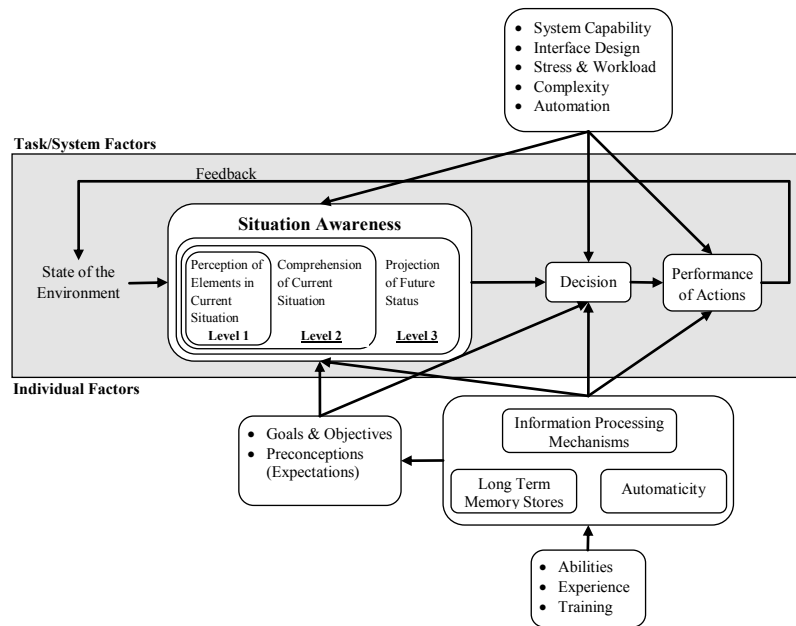 • System Capability
• Interface Design
• Stress & Workload
• Complexity
• Automation
Task/System Factors
Feedback
Situation Awareness
State of the
Environment
Perception of
Elements in
Current
Situation
Level 1
Comprehension
of Current
Situation
Level 2
Projection
of Future
Status
Level 3
Decision
Performance
of Actions
Individual Factors
• Goals & Objectives
• Preconceptions
(Expectations)
Information Processing
Mechanisms
Long Term
Memory Stores
Automaticity
• Abilities
• Experience
• Training